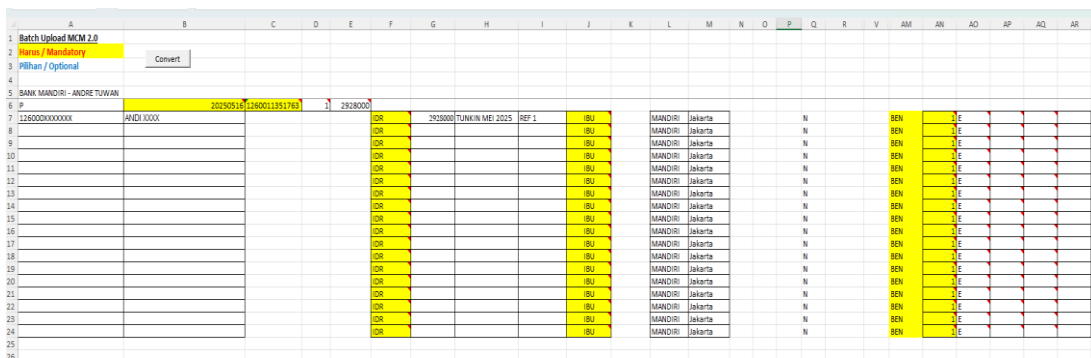 A B C D E F G H I J K L M N O P Q R V AM AN AO AP AQ AR
1 Batch Upload MCM 2.0
2 Harus / Mandatory
Convert
3 Pilihan / Optional
4
5 BANK MANDIRI - ANDRE TUWAN
6 P 20250516 1260011351763 1 2928000
7 126000XXXXXXX ANDI XXXX IDR 2928000 TUNKIN MEI 2025 REF 1 IBU MANDIRI Jakarta N BEN 1 E
8 IDR IBU MANDIRI Jakarta N BEN 1 E
9 IDR IBU MANDIRI Jakarta N BEN 1 E
10 IDR IBU MANDIRI Jakarta N BEN 1 E
11 IDR IBU MANDIRI Jakarta N BEN 1 E
12 IDR IBU MANDIRI Jakarta N BEN 1 E
13 IDR IBU MANDIRI Jakarta N BEN 1 E
14 IDR IBU MANDIRI Jakarta N BEN 1 E
15 IDR IBU MANDIRI Jakarta N BEN 1 E
16 IDR IBU MANDIRI Jakarta N BEN 1 E
17 IDR IBU MANDIRI Jakarta N BEN 1 E
18 IDR IBU MANDIRI Jakarta N BEN 1 E
19 IDR IBU MANDIRI Jakarta N BEN 1 E
20 IDR IBU MANDIRI Jakarta N BEN 1 E
21 IDR IBU MANDIRI Jakarta N BEN 1 E
22 IDR IBU MANDIRI Jakarta N BEN 1 E
23 IDR IBU MANDIRI Jakarta N BEN 1 E
24 IDR IBU MANDIRI Jakarta N BEN 1 E
25
26